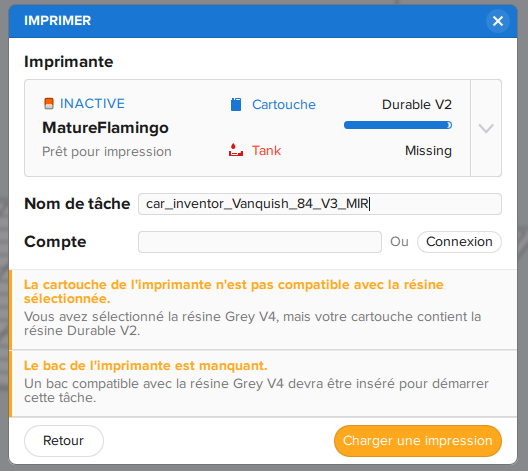 IMPRIMER
Imprimante
INACTIVE
Cartouche
Durable V2
MatureFlamingo
Prêt pour impression
Tank
Missing
Nom de tâche car_inventor_Vanquish_84_V3_MIR
Compte
Ou
Connexion
La cartouche de l'imprimante n'est pas compatible avec la résine
sélectionnée.
Vous avez sélectionné la résine Grey V4, mais votre cartouche contient la
résine Durable V2.
Le bac de l'imprimante est manquant.
Un bac compatible avec la résine Grey V4 devra être inséré pour démarrer
cette tâche.
Retour
Charger une impression